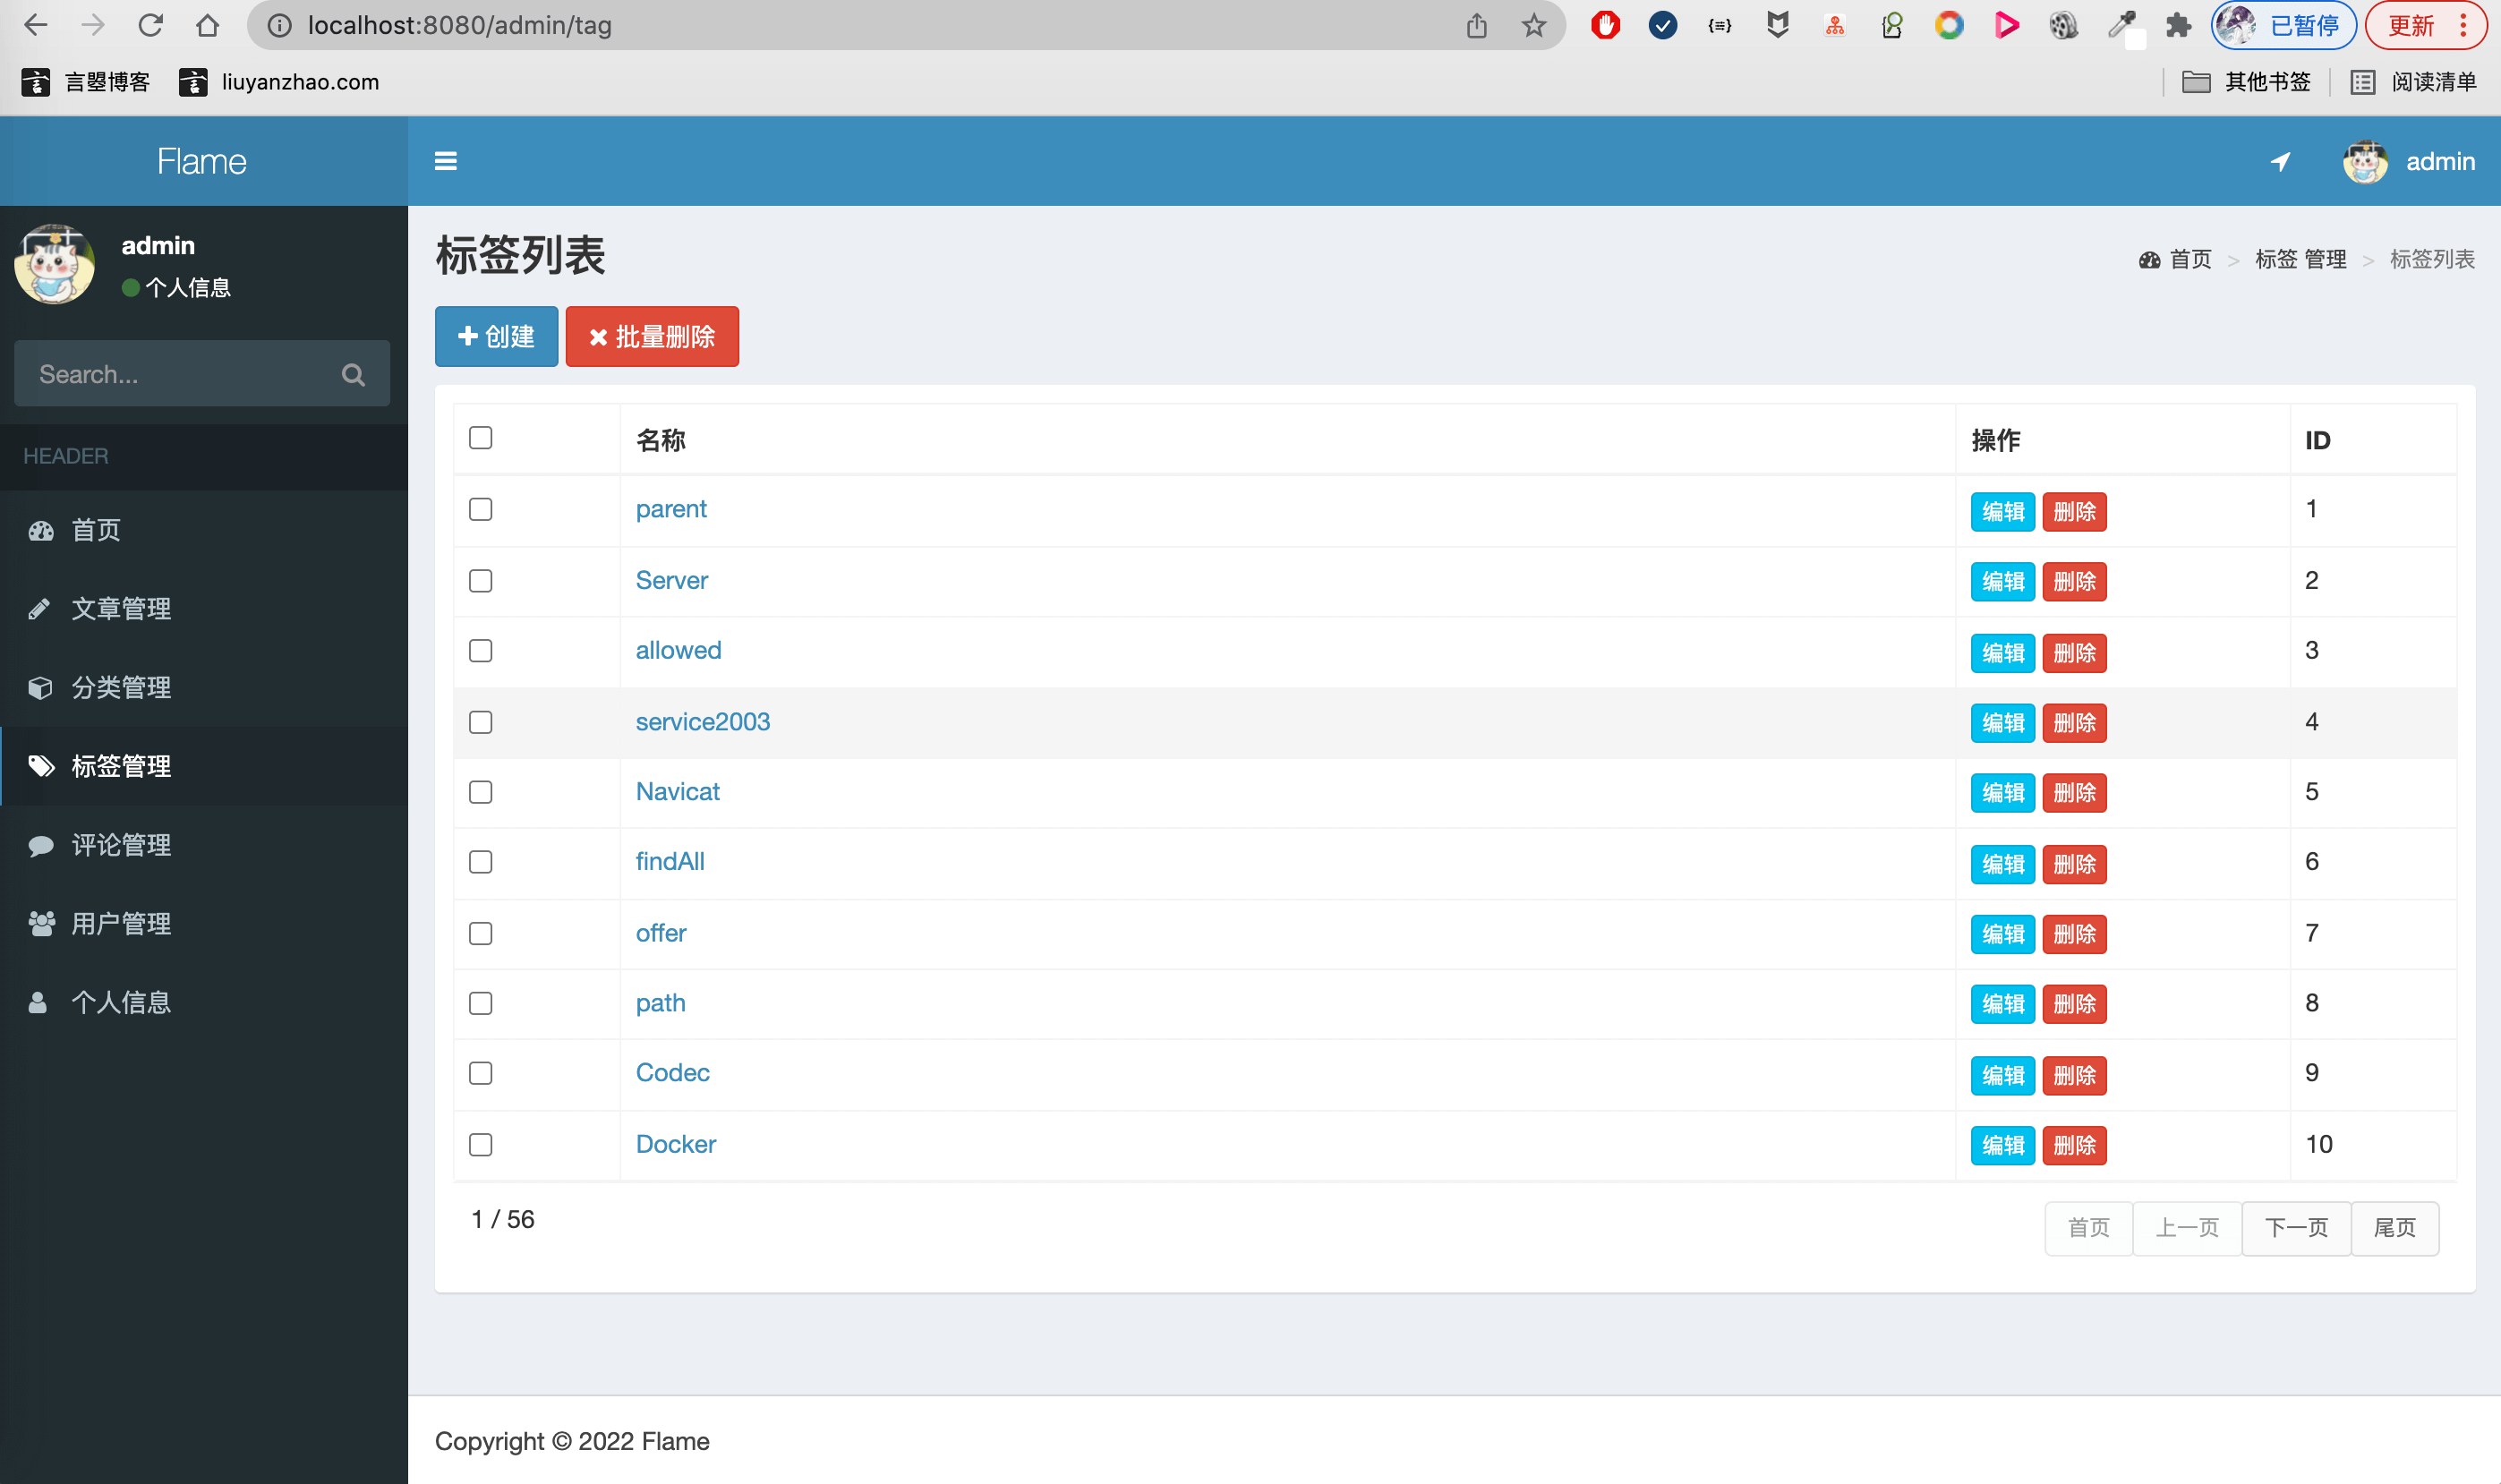 localhost:8080/admin/tag
已暂停
更新
言曌博客
liuyanzhao.com
其他书签
阅读清单
Flame
admin
admin
个人信息
Search...
HEADER
首页
文章管理
分类管理
标签管理
评论管理
用户管理
个人信息
标签列表
首页 > 标签 管理 > 标签列表
创建
批量删除
名称 操作 ID
parent 编辑 删除 1
Server 编辑 删除 2
allowed 编辑 删除 3
service2003 编辑 删除 4
Navicat 编辑 删除 5
findAll 编辑 删除 6
offer 编辑 删除 7
path 编辑 删除 8
Codec 编辑 删除 9
Docker 编辑 删除 10
1 / 56
首页 上一页 下一页 尾页
Copyright © 2022 Flame